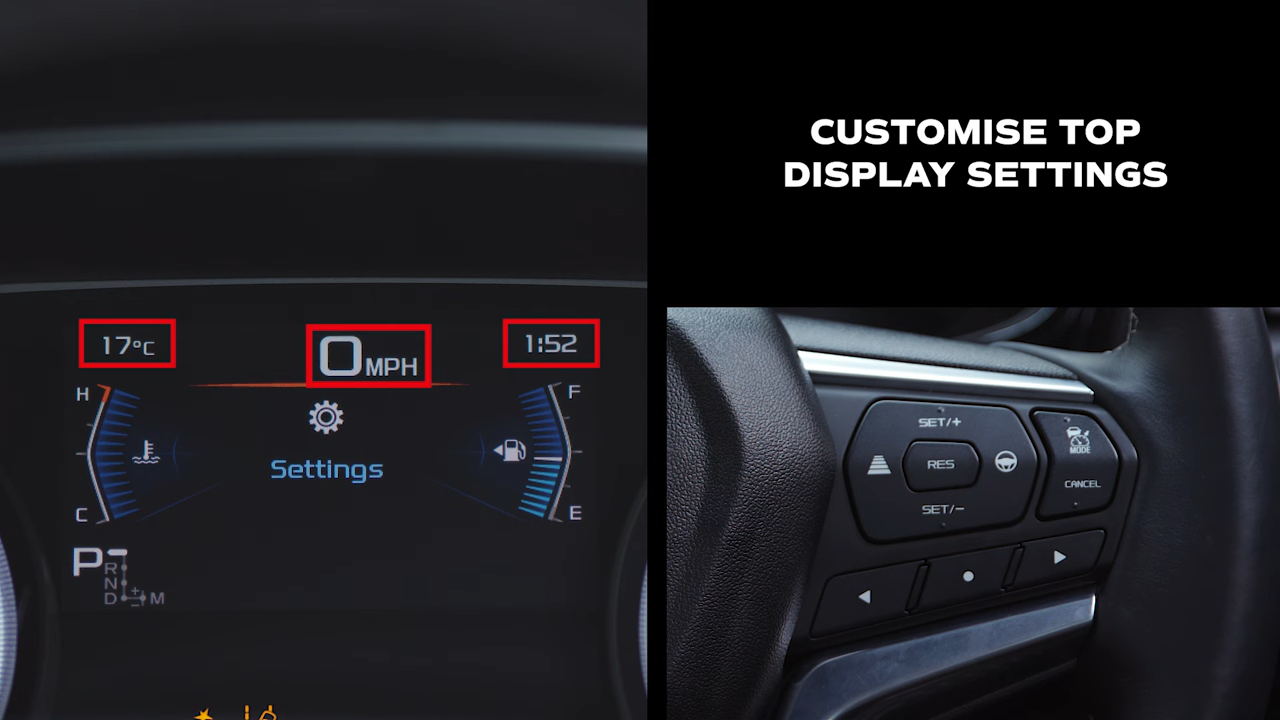 CUSTOMISE TOP
DISPLAY SETTINGS
17°C
0 MPH
1:52
H
F
Settings
C
E
P
R
N
D
+
-
M
SET/+
RES
SET/-
MODE
CANCEL